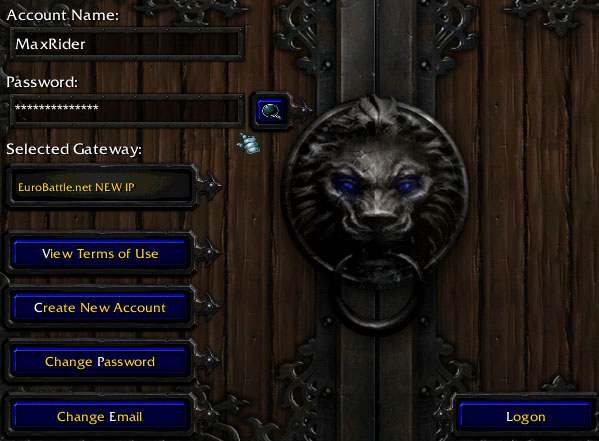 Account Name:
MaxRider
Password:
**************
Selected Gateway:
EuroBattle.net NEW IP
View Terms of Use
Create New Account
Change Password
Change Email
Logon